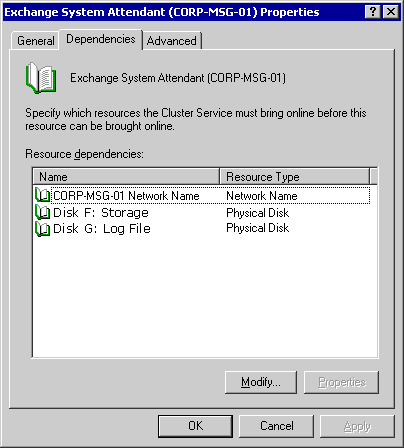 Exchange System Attendant (CORP-MSG-01) Properties
General Dependencies Advanced
Exchange System Attendant (CORP-MSG-01)
Specify which resources the Cluster Service must bring online before this
resource can be brought online.
Resource dependencies:
Name Resource Type
CORP-MSG-01 Network Name Network Name
Disk F: Storage Physical Disk
Disk G: Log File Physical Disk
Modify... Properties
OK Cancel Apply